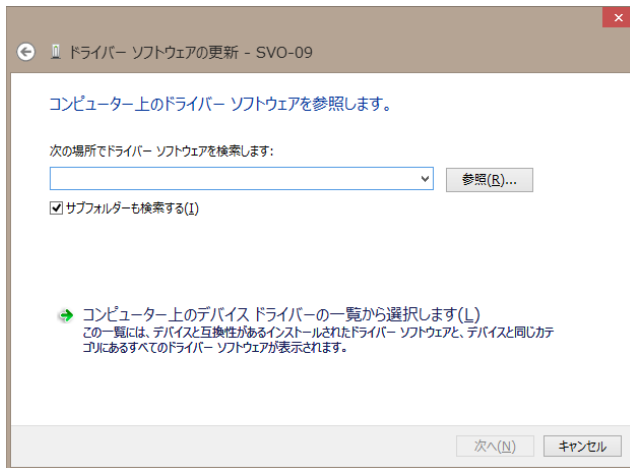 ドライバー ソフトウェアの更新 - SVO-09
コンピューター上のドライバー ソフトウェアを参照します。
次の場所でドライバー ソフトウェアを検索します:
参照(R)...
サブフォルダーも検索する(I)
コンピューター上のデバイス ドライバーの一覧から選択します(L)
この一覧には、デバイスと互換性があるインストールされたドライバー ソフトウェアと、デバイスと同じカテ
ゴリにあるすべてのドライバー ソフトウェアが表示されます。
次へ(N)
キャンセル